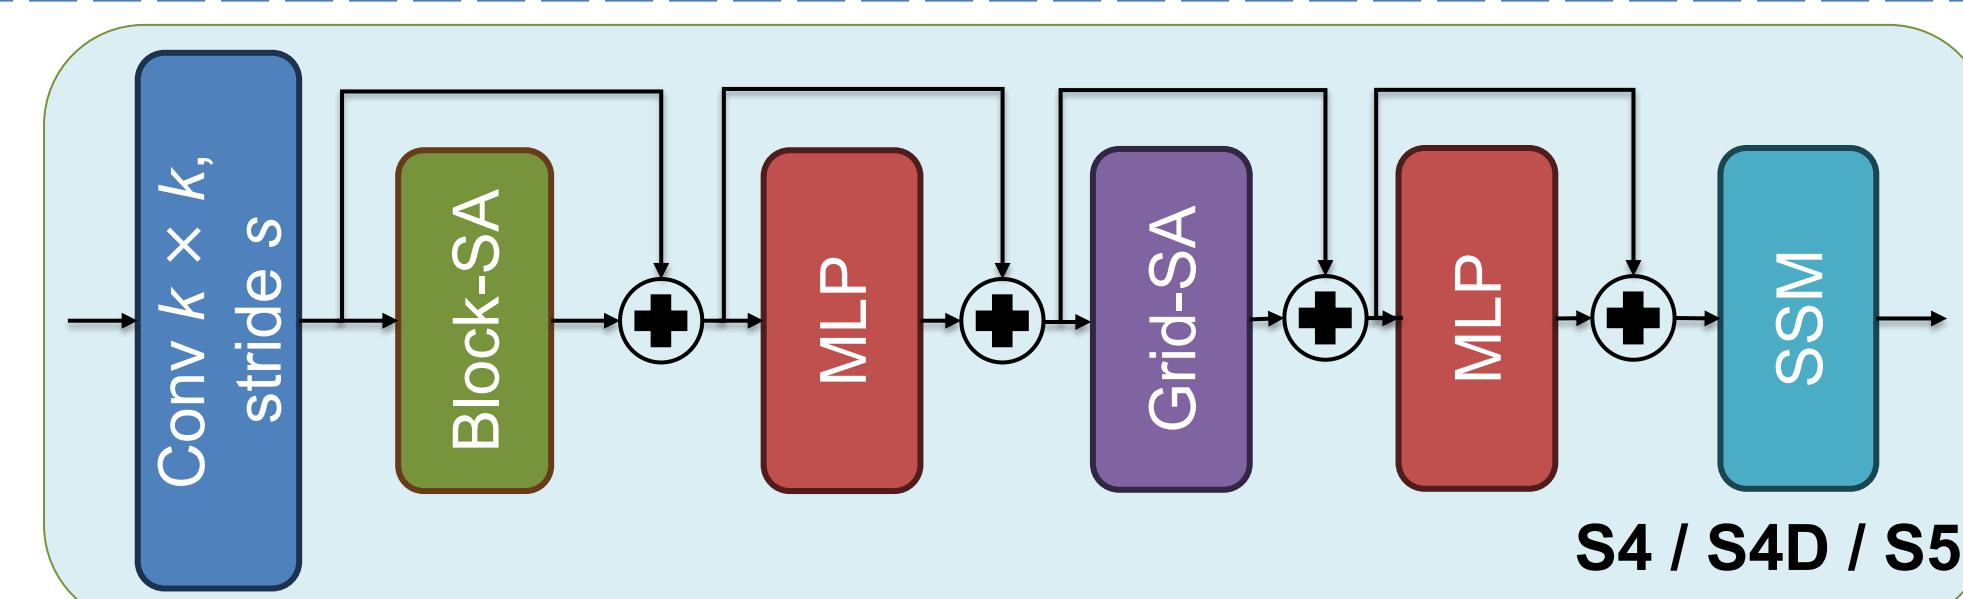 Conv k × k,
stride s
Block-SA
MLP
Grid-SA
MLP
SSM
S4 / S4D / S5